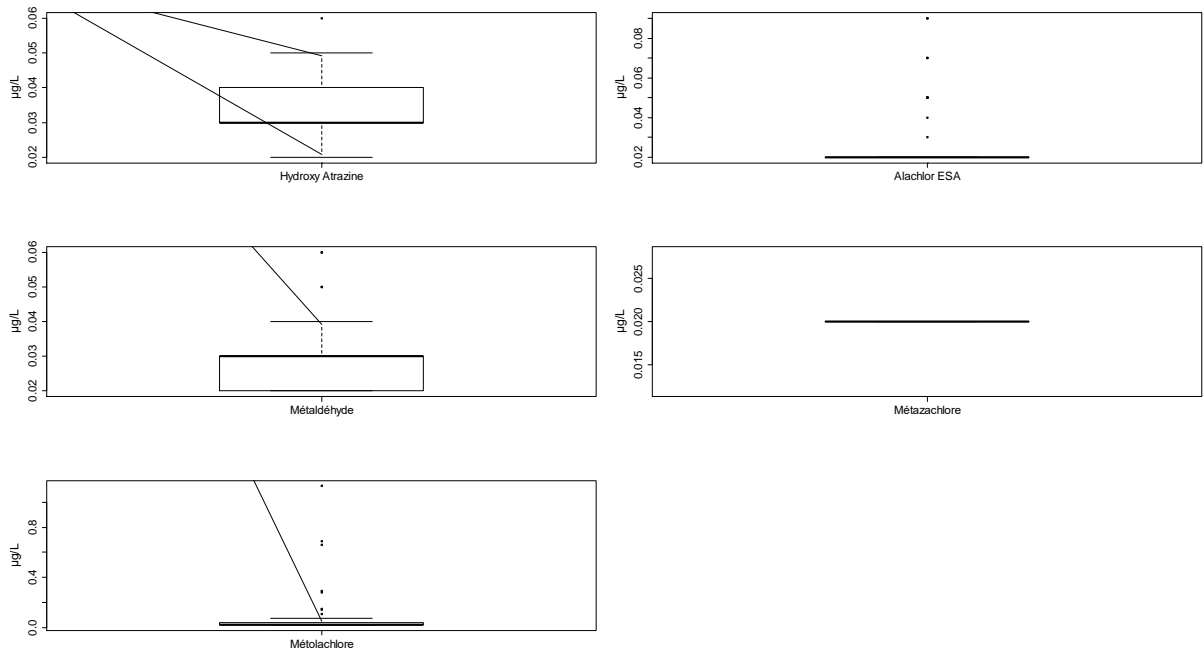 µg/L
0.02 0.03 0.04 0.05 0.06
Hydroxy Atrazine
µg/L
0.02 0.04 0.06 0.08
Alachlor ESA
µg/L
0.02 0.03 0.04 0.05 0.06
Métaldéhyde
µg/L
0.015 0.020 0.025
Métazachlore
µg/L
0.0 0.4 0.8
Métolachlore